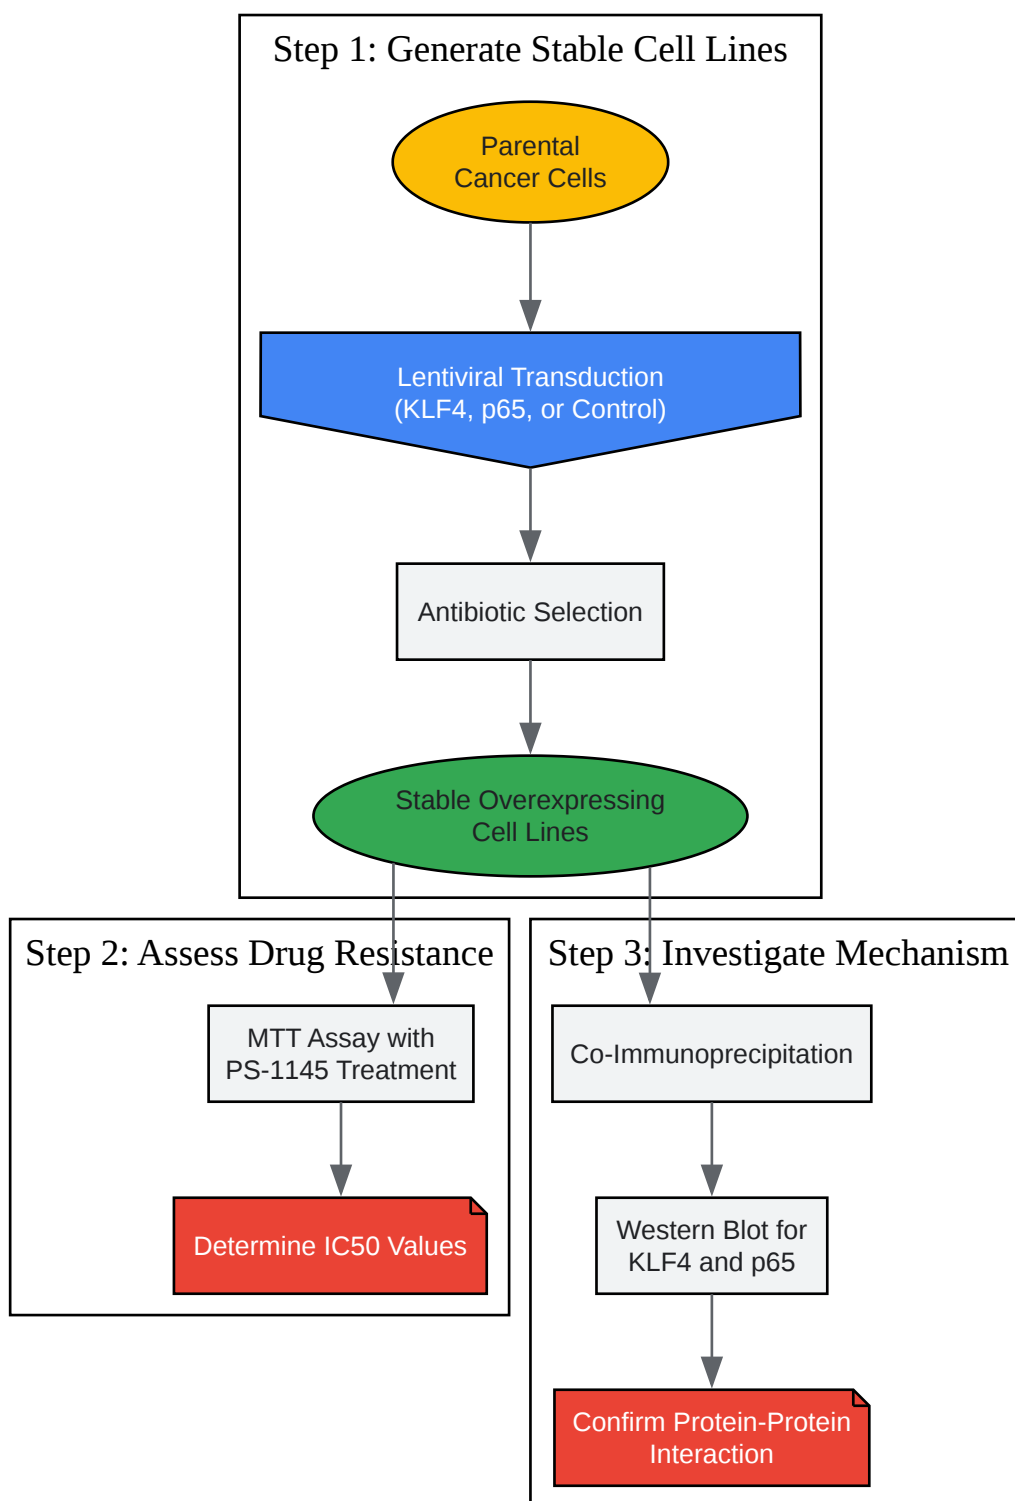 Step 1: Generate Stable Cell Lines
Parental
Cancer Cells
Lentiviral Transduction
(KLF4, p65, or Control)
Antibiotic Selection
Stable Overexpressing
Cell Lines
Step 2: Assess Drug Resistance
MTT Assay with
PS-1145 Treatment
Determine IC50 Values
Step 3: Investigate Mechanism
Co-Immunoprecipitation
Western Blot for
KLF4 and p65
Confirm Protein-Protein
Interaction